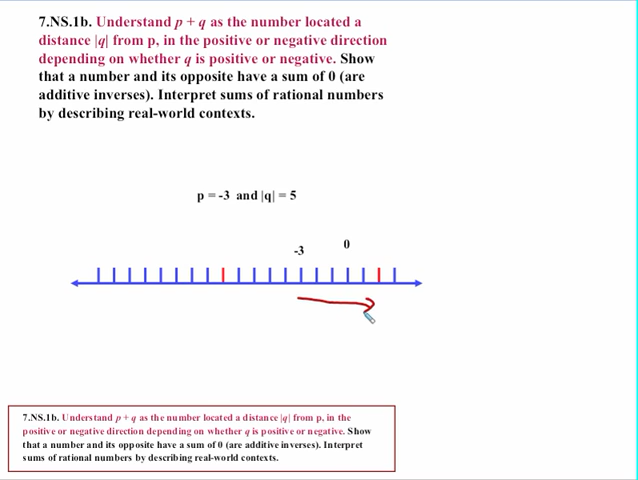 7.NS.1b. Understand p + q as the number located a
distance |q| from p, in the positive or negative direction
depending on whether q is positive or negative. Show
that a number and its opposite have a sum of 0 (are
additive inverses). Interpret sums of rational numbers
by describing real-world contexts.
p = -3 and |q| = 5
-3 0
7.NS.1b. Understand p + q as the number located a distance |q| from p, in the
positive or negative direction depending on whether q is positive or negative. Show
that a number and its opposite have a sum of 0 (are additive inverses). Interpret
sums of rational numbers by describing real-world contexts.